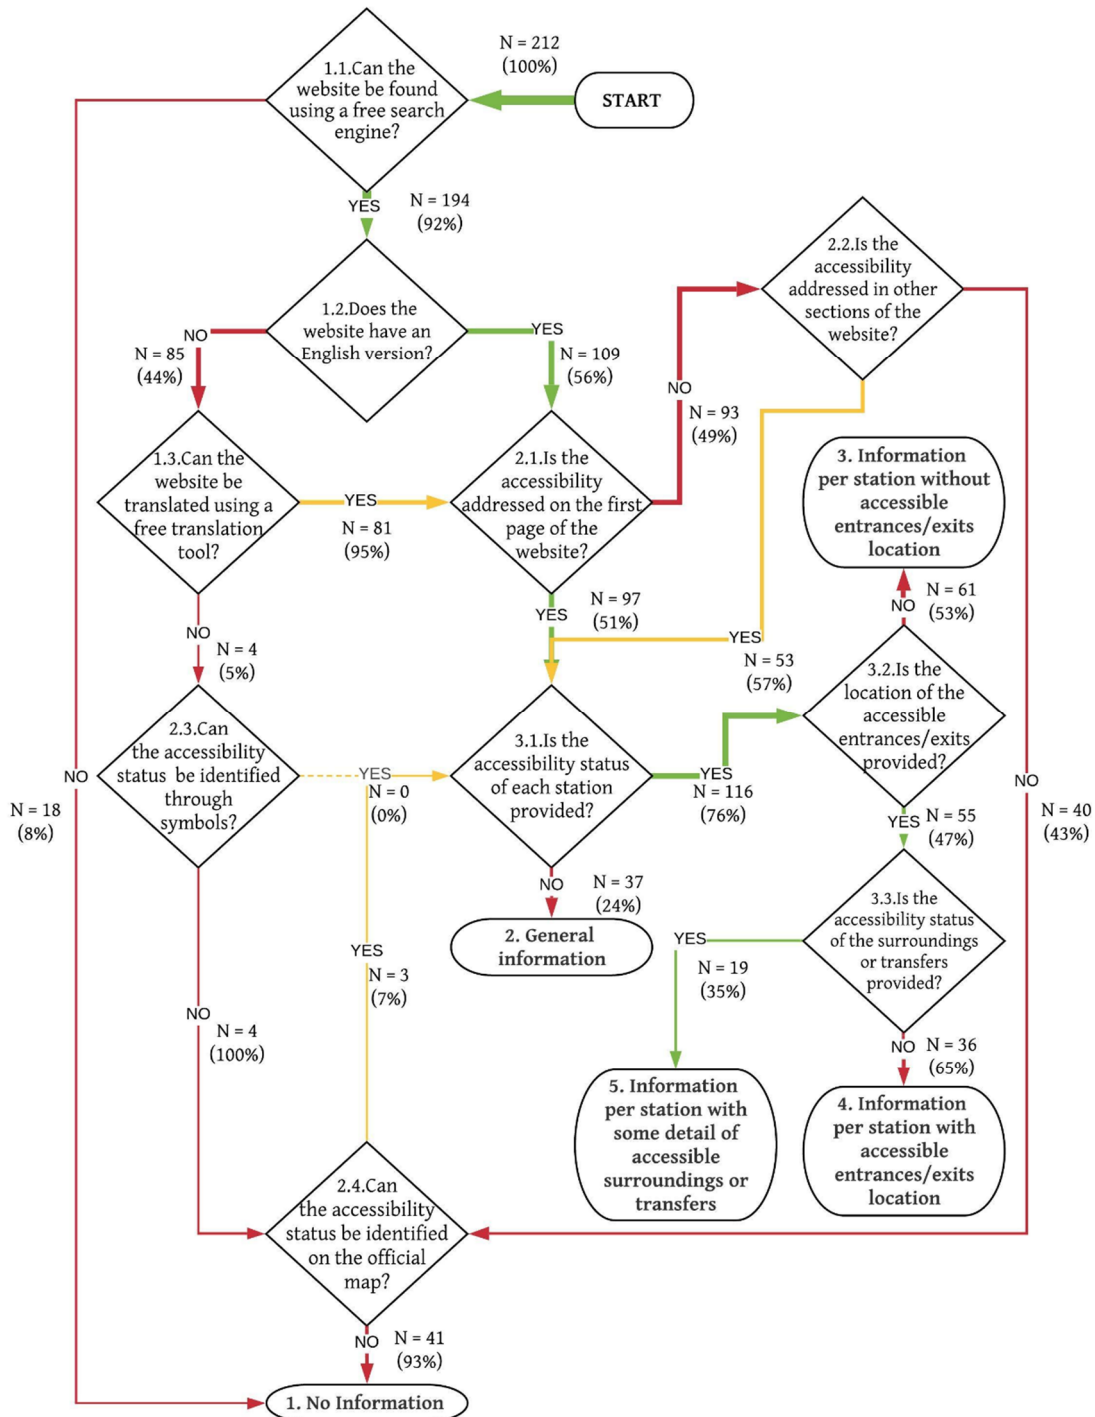 N = 212
(100%)
START
1.1.Can the
website be found
using a free search
engine?
YES
N = 194
(92%)
2.2.Is the
accessibility
addressed in other
sections of the
website?
1.2.Does the
website have an
English version?
NO
N = 85
(44%)
YES
N = 109
(56%)
NO
N = 93
(49%)
1.3.Can the
website be
translated using a
free translation
tool?
YES
N = 81
(95%)
2.1.Is the
accessibility
addressed on the first
page of the
website?
3. Information
per station without
accessible
entrances/exits
location
NO
N = 61
(53%)
YES
N = 97
(51%)
YES
N = 53
(57%)
NO
N = 4
(5%)
3.2.Is the
location of the
accessible
entrances/exits
provided?
2.3.Can
the accessibility
status be identified
through
symbols?
YES
N = 0
(0%)
3.1.Is the
accessibility status
of each station
provided?
YES
N = 116
(76%)
NO
N = 18
(8%)
NO
N = 40
(43%)
YES
N = 55
(47%)
NO
N = 37
(24%)
2. General
information
3.3.Is the
accessibility status
of the surroundings
or transfers
provided?
YES
N = 19
(35%)
YES
N = 3
(7%)
NO
N = 4
(100%)
NO
N = 36
(65%)
5. Information
per station with
some detail of
accessible
surroundings or
transfers
4. Information
per station with
accessible
entrances/exits
location
2.4.Can
the accessibility
status be identified
on the official
map?
NO
N = 41
(93%)
1. No Information